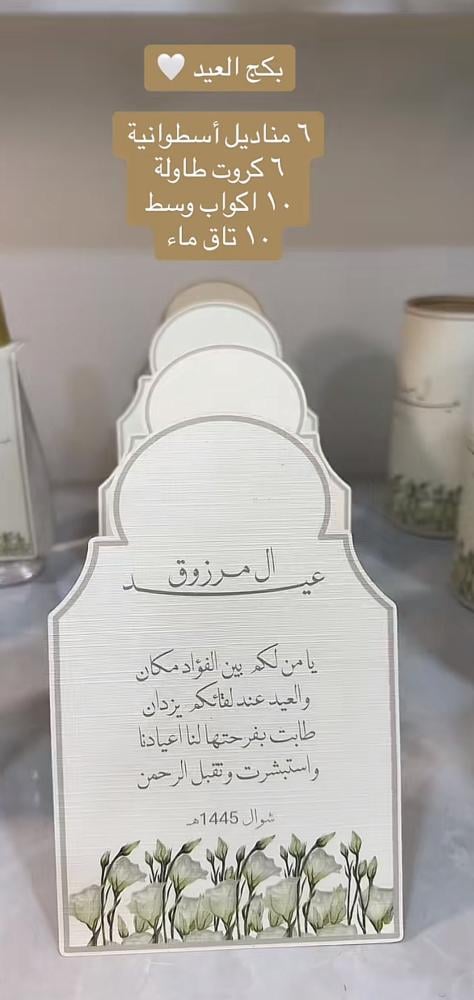 بكج العيد 🤍
٦ مناديل أسطوانية
٦ كروت طاولة
١٠ اكواب وسط
١٠ تاق ماء
عيد ال مرزوق
يا من لكم بين الفؤاد مكان
والعيد عند لقائكم يزدان
طابت بفرحتها لنا اعيادنا
واستبشرت وتقبل الرحمن
شوال 1445هـ